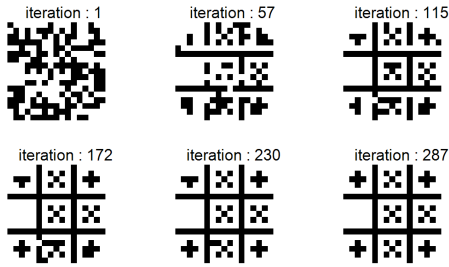 iteration : 1
iteration : 57
iteration : 115
iteration : 172
iteration : 230
iteration : 287